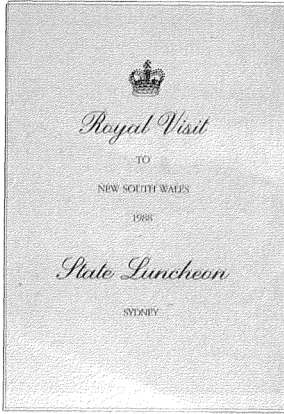 Royal Visit
TO
NEW SOUTH WALES
1988
State Luncheon
SYDNEY